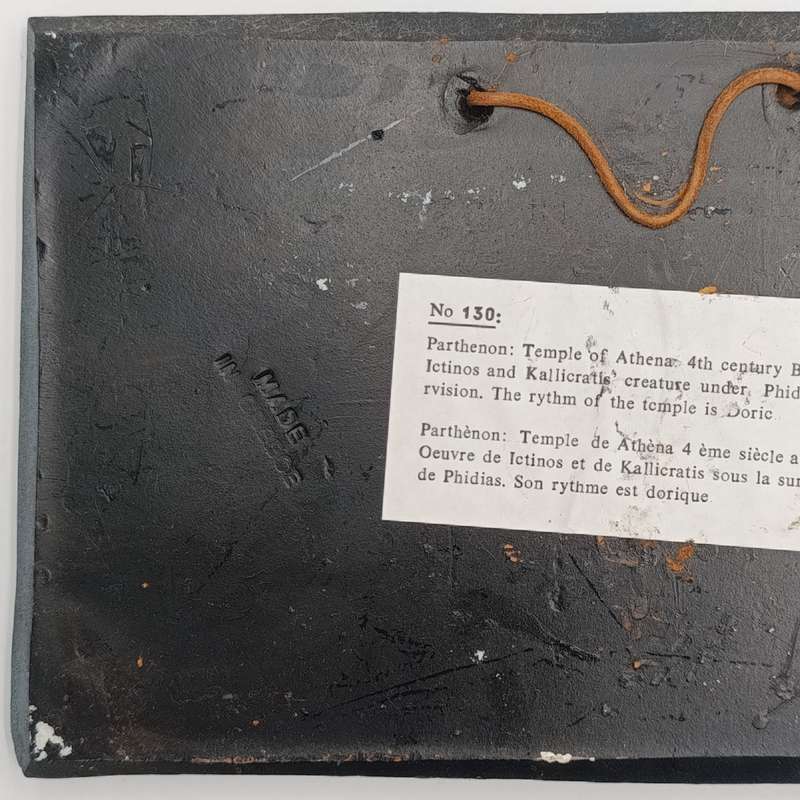 No 130:
Parthenon: Temple of Athena: 4th century B
Ictinos and Kallicratis' creature under Phid
rvision. The rythm of the temple is Doric
Parthènon: Temple de Athèna 4 ème siècle a
Oeuvre de Ictinos et de Kallicratis sous la sur
de Phidias. Son rythme est dorique
MADE
IN